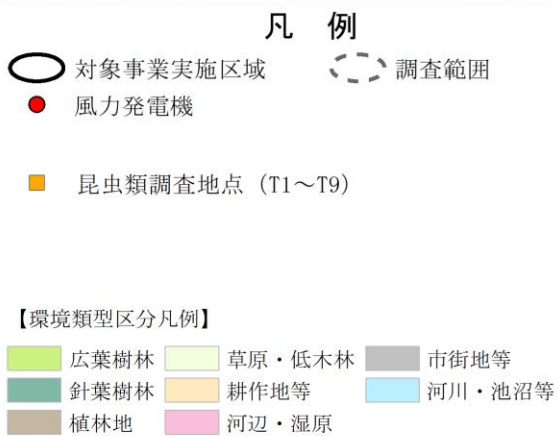 凡 例
対象事業実施区域 調査範囲
風力発電機
昆虫類調査地点（T1～T9）
【環境類型区分凡例】
広葉樹林 草原・低木林 市街地等
針葉樹林 耕作地等 河川・池沼等
植林地 河辺・湿原